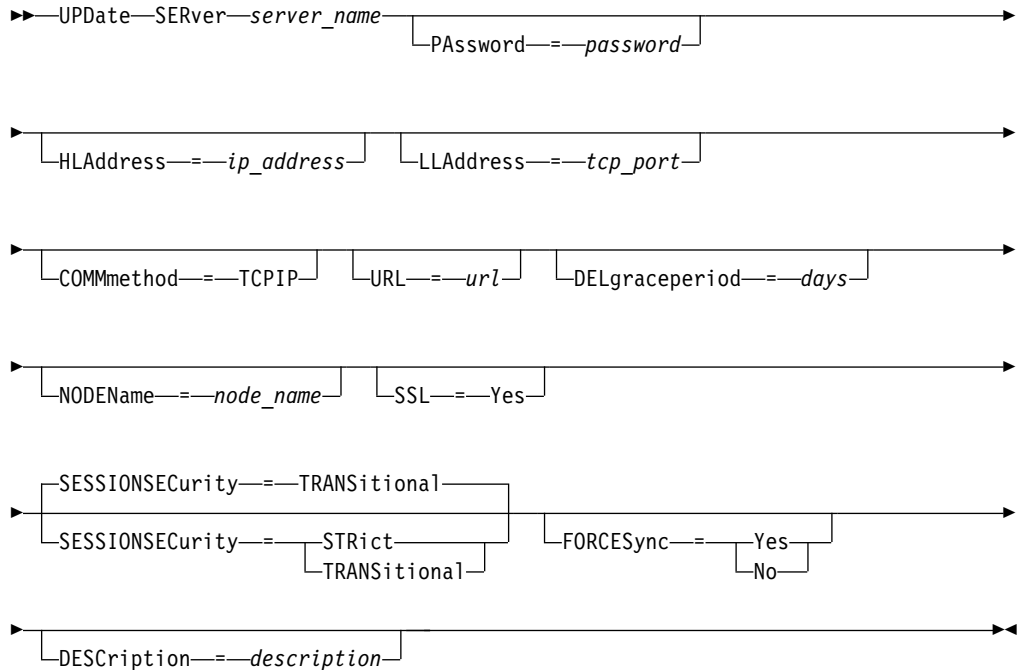 UPDate SERver server_name
PAssword = password
HLAddress = ip_address LLAddress = tcp_port
COMMmethod = TCPIP URL = url DELgraceperiod = days
NODEName = node_name SSL = Yes
SESSIONSECurity = TRANSitional
SESSIONSECurity = STRict FORCESync = Yes
TRANSitional No
DESCription = description